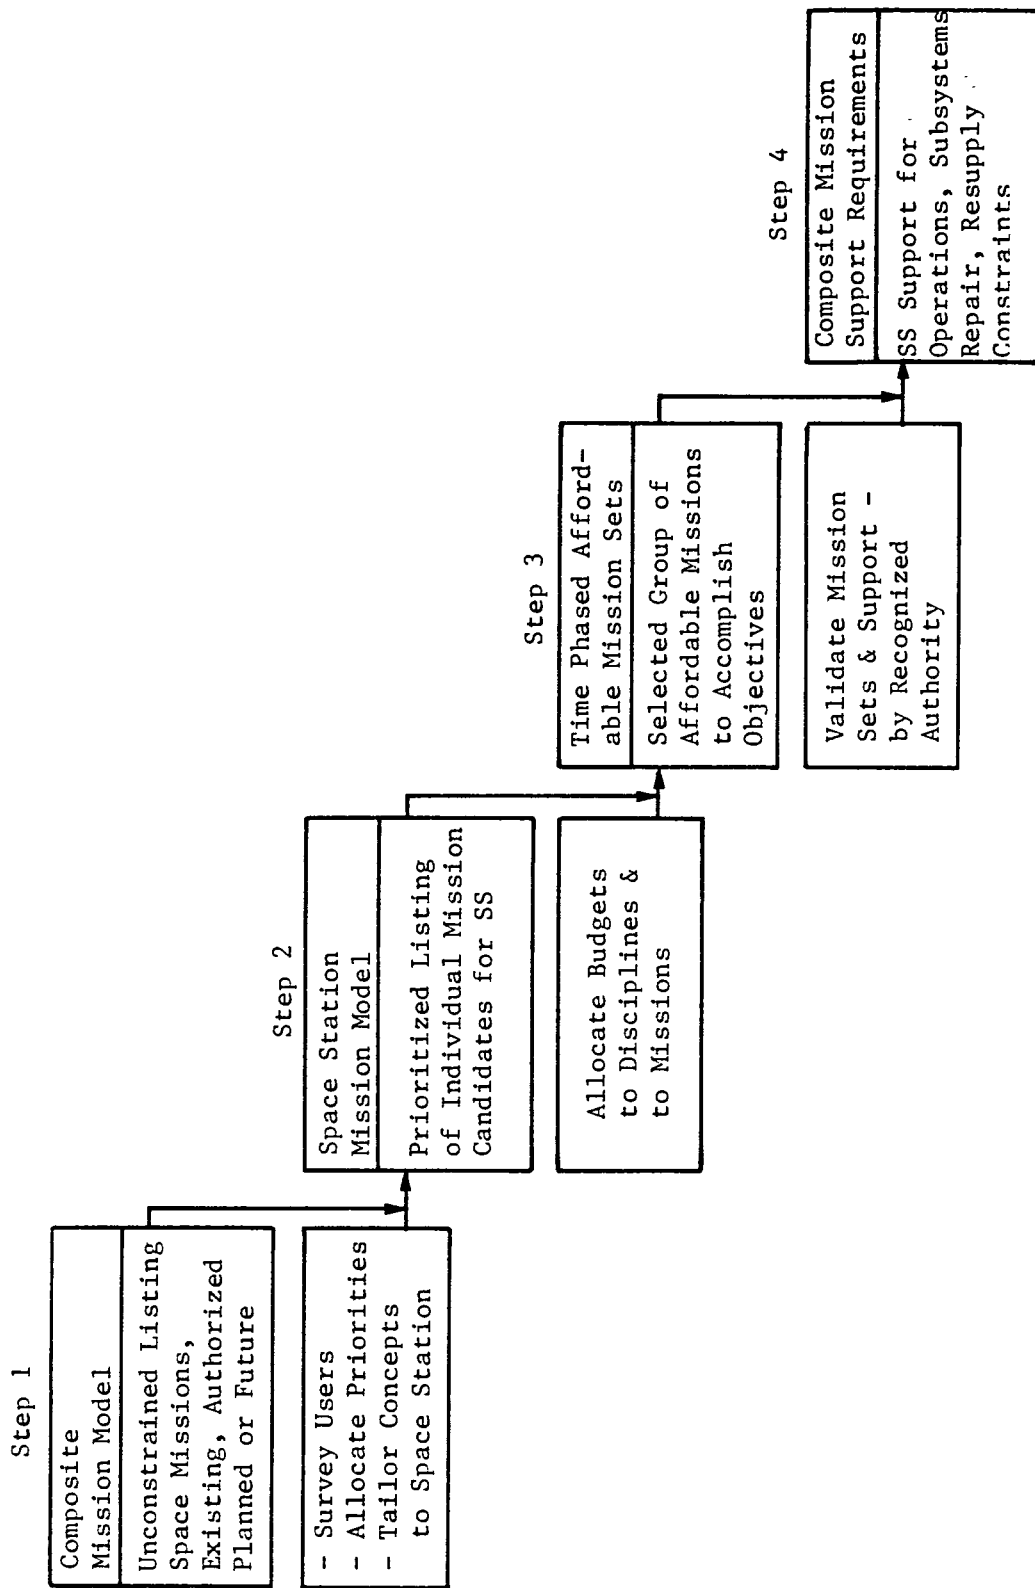 Step 1
Composite
Mission Model
Unconstrained Listing
Space Missions,
Existing, Authorized
Planned or Future
- Survey Users
- Allocate Priorities
- Tailor Concepts
to Space Station
Step 2
Space Station
Mission Model
Prioritized Listing
of Individual Mission
Candidates for SS
Allocate Budgets
to Disciplines &
to Missions
Step 3
Time Phased Afford-
able Mission Sets
Selected Group of
Affordable Missions
to Accomplish
Objectives
Validate Mission
Sets & Support -
by Recognized
Authority
Step 4
Composite Mission
Support Requirements
SS Support for
Operations, Subsystems
Repair, Resupply
Constraints